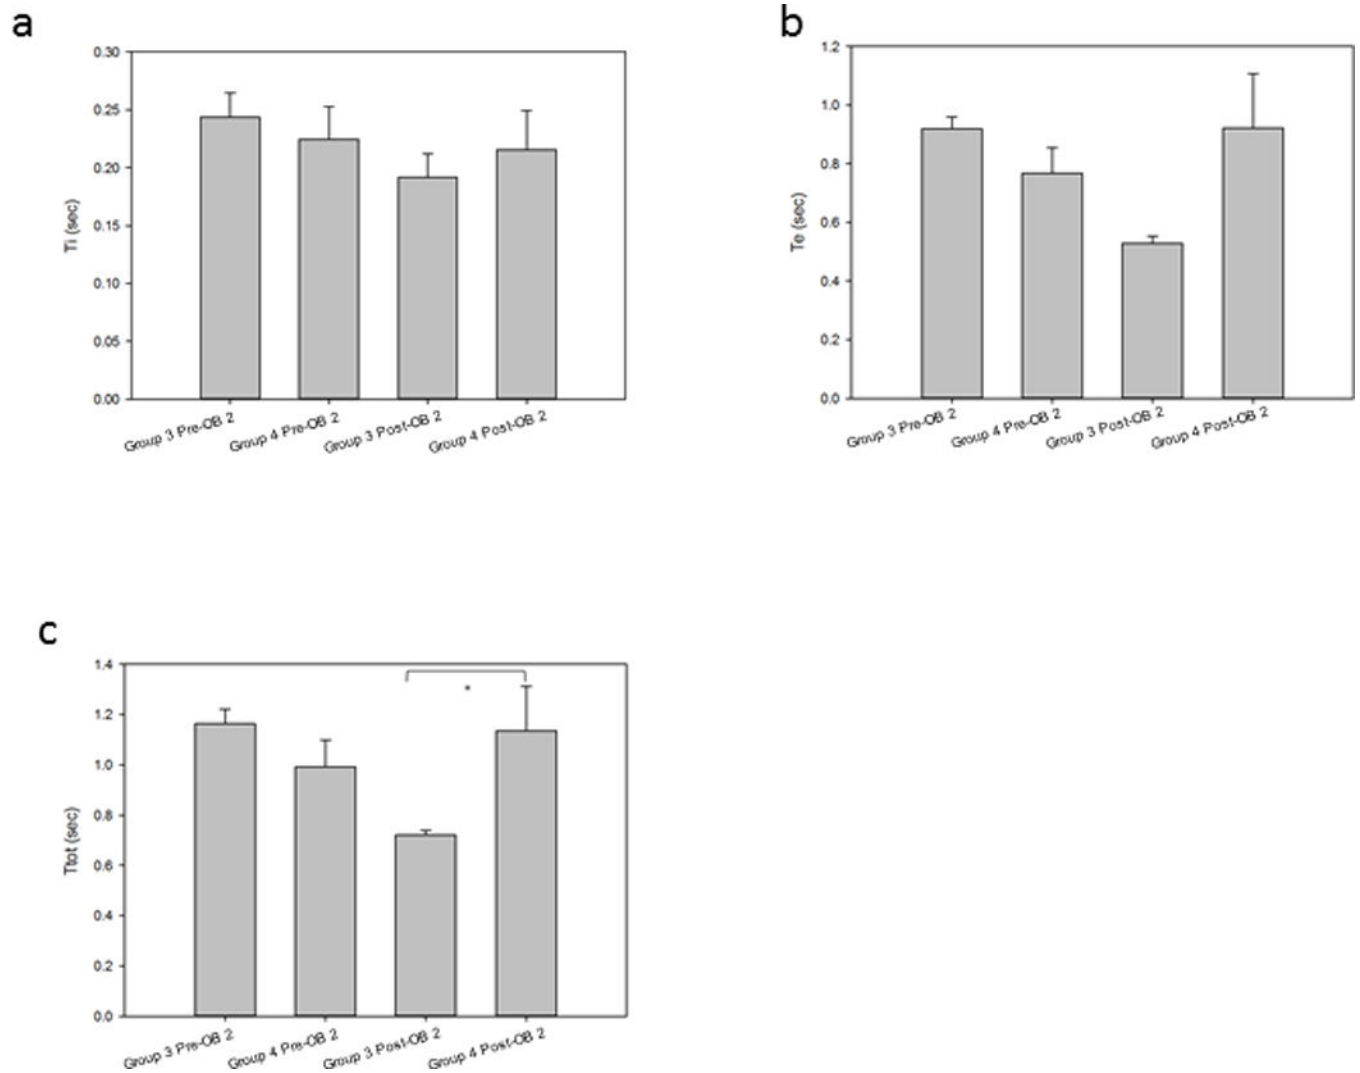 a
0.30
0.25
0.20
0.15
0.10
0.05
0.00
Ti (sec)
Group 3 Pre-OB 2
Group 4 Pre-OB 2
Group 3 Post-OB 2
Group 4 Post-OB 2
b
1.2
1.0
0.8
0.6
0.4
0.2
0.0
Te (sec)
Group 3 Pre-OB 2
Group 4 Pre-OB 2
Group 3 Post-OB 2
Group 4 Post-OB 2
c
1.4
1.2
1.0
0.8
0.6
0.4
0.2
0.0
Ttot (sec)
*
Group 3 Pre-OB 2
Group 4 Pre-OB 2
Group 3 Post-OB 2
Group 4 Post-OB 2